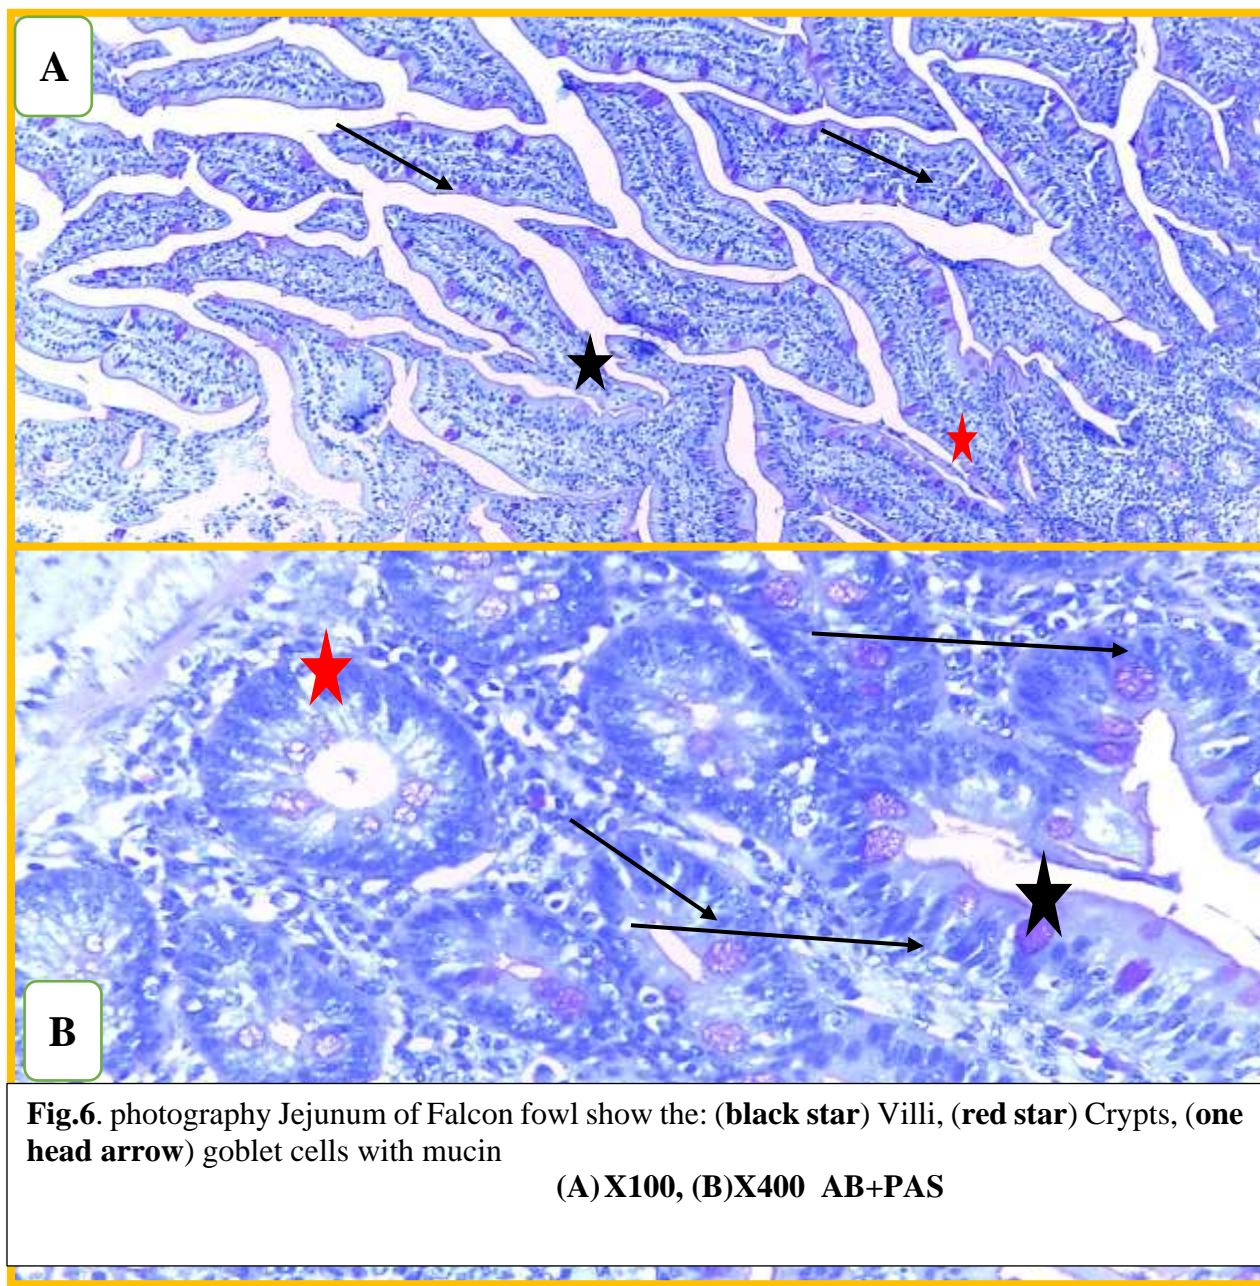 A
B
Fig.6. photography Jejunum of Falcon fowl show the: (black star) Villi, (red star) Crypts, (one
head arrow) goblet cells with mucin
(A) X100, (B)X400 AB+PAS